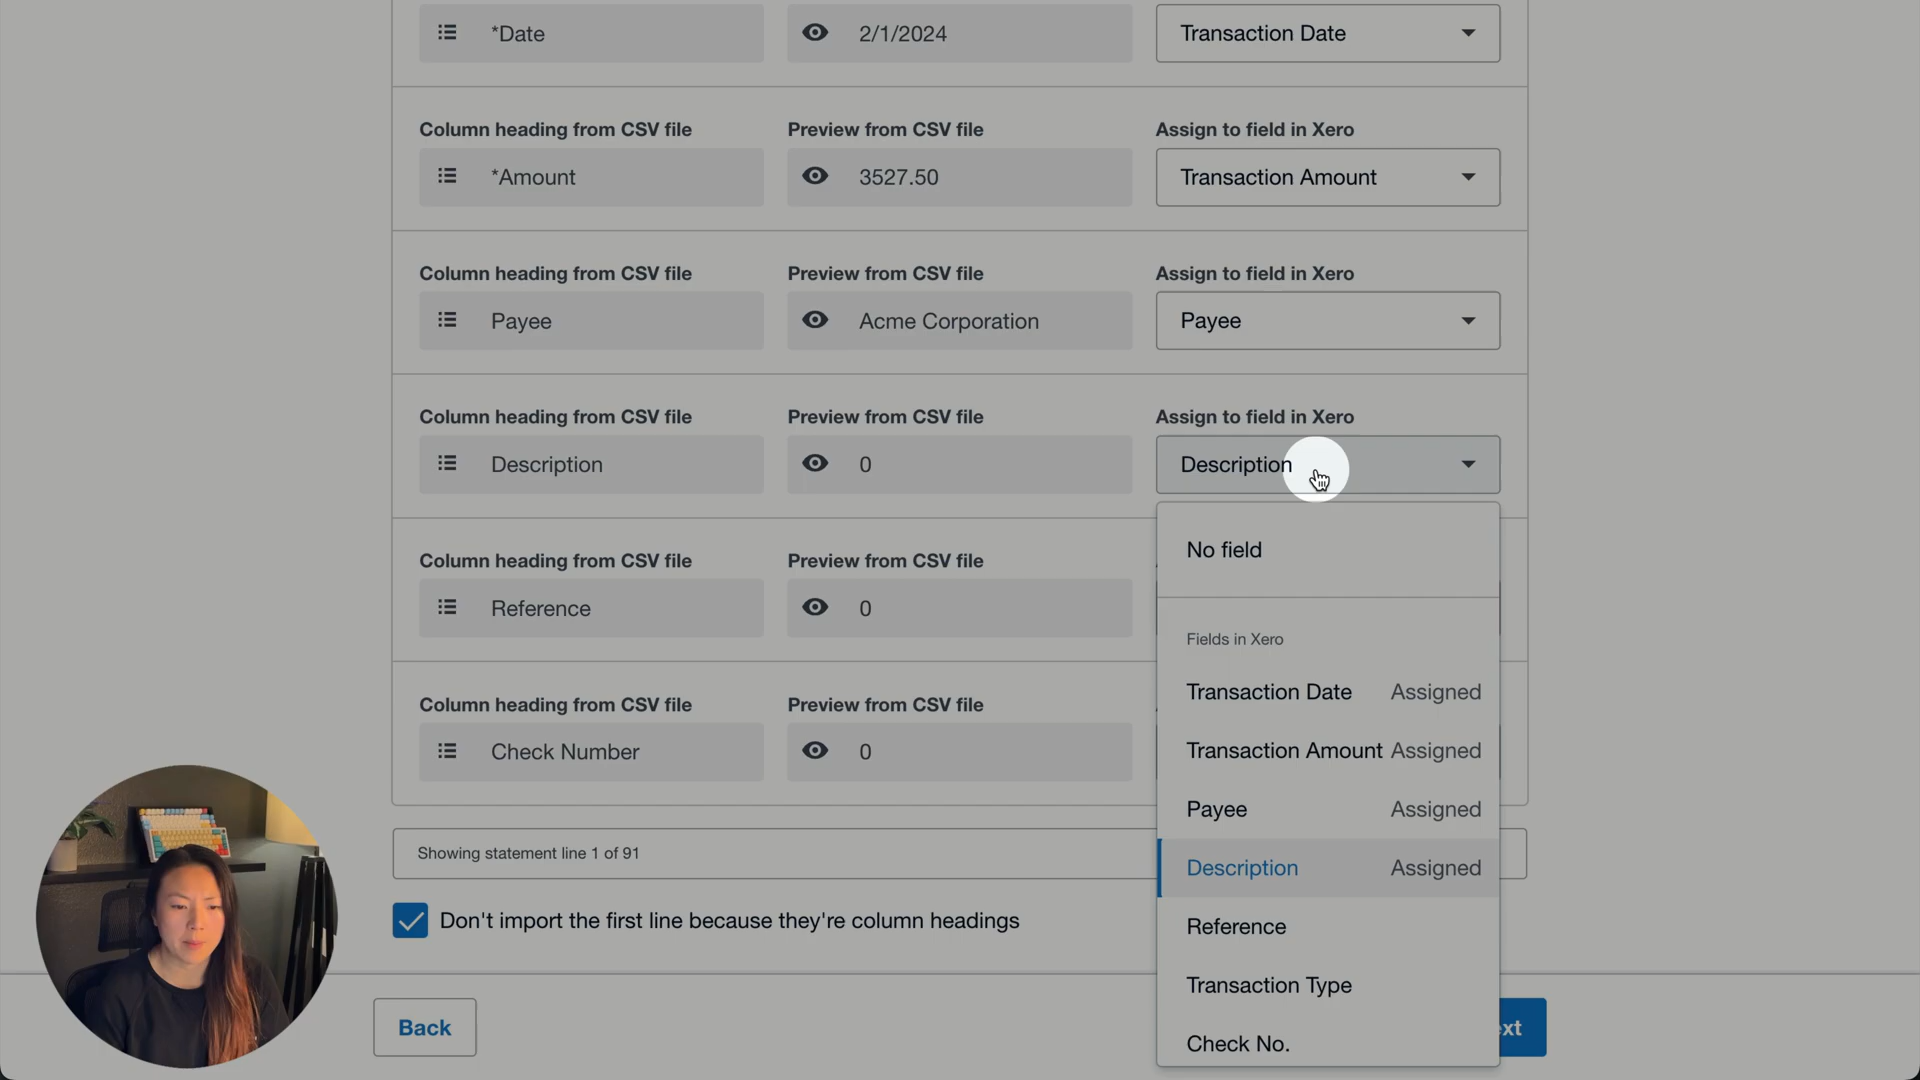 *Date
2/1/2024
Transaction Date
Column heading from CSV file
Preview from CSV file
Assign to field in Xero
*Amount
3527.50
Transaction Amount
Column heading from CSV file
Preview from CSV file
Assign to field in Xero
Payee
Acme Corporation
Payee
Column heading from CSV file
Preview from CSV file
Assign to field in Xero
Description
0
Description
Column heading from CSV file
Preview from CSV file
Reference
0
Column heading from CSV file
Preview from CSV file
Check Number
0
No field
Fields in Xero
Transaction Date Assigned
Transaction Amount Assigned
Payee Assigned
Description Assigned
Reference
Transaction Type
Check No.
Showing statement line 1 of 91
Don't import the first line because they're column headings
Back
ext